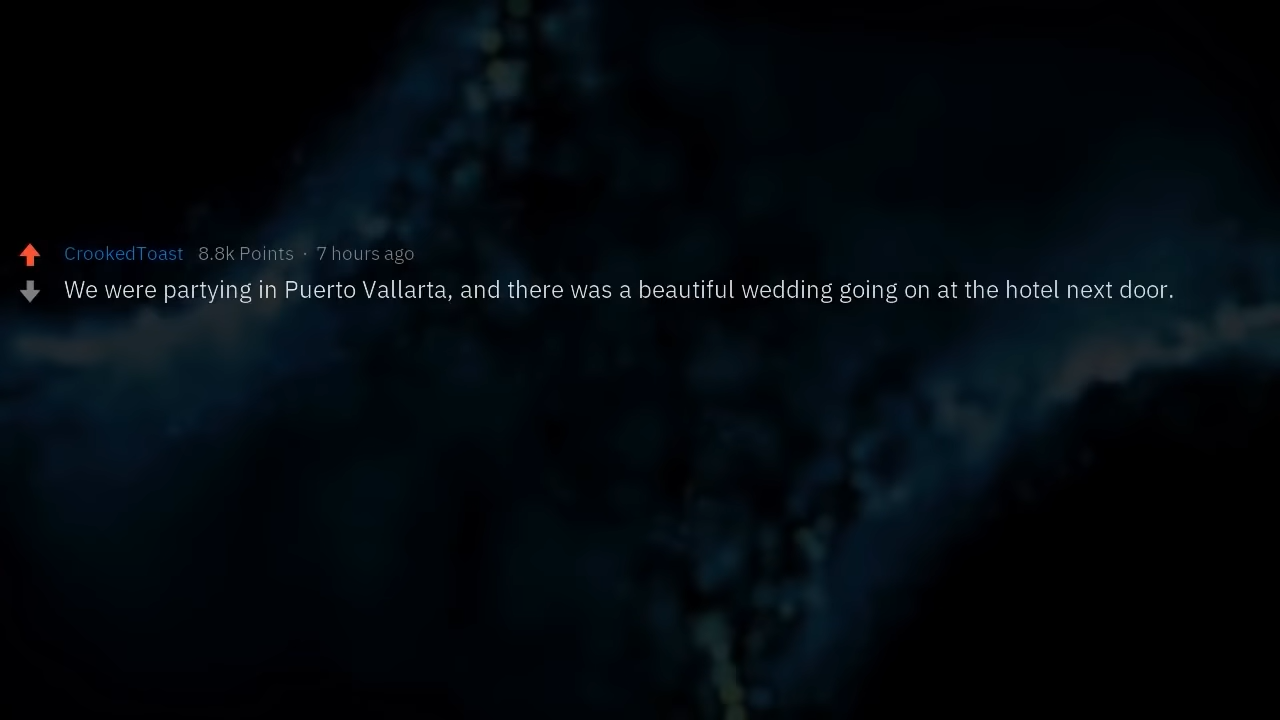 CrookedToast 8.8k Points · 7 hours ago
We were partying in Puerto Vallarta, and there was a beautiful wedding going on at the hotel next door.